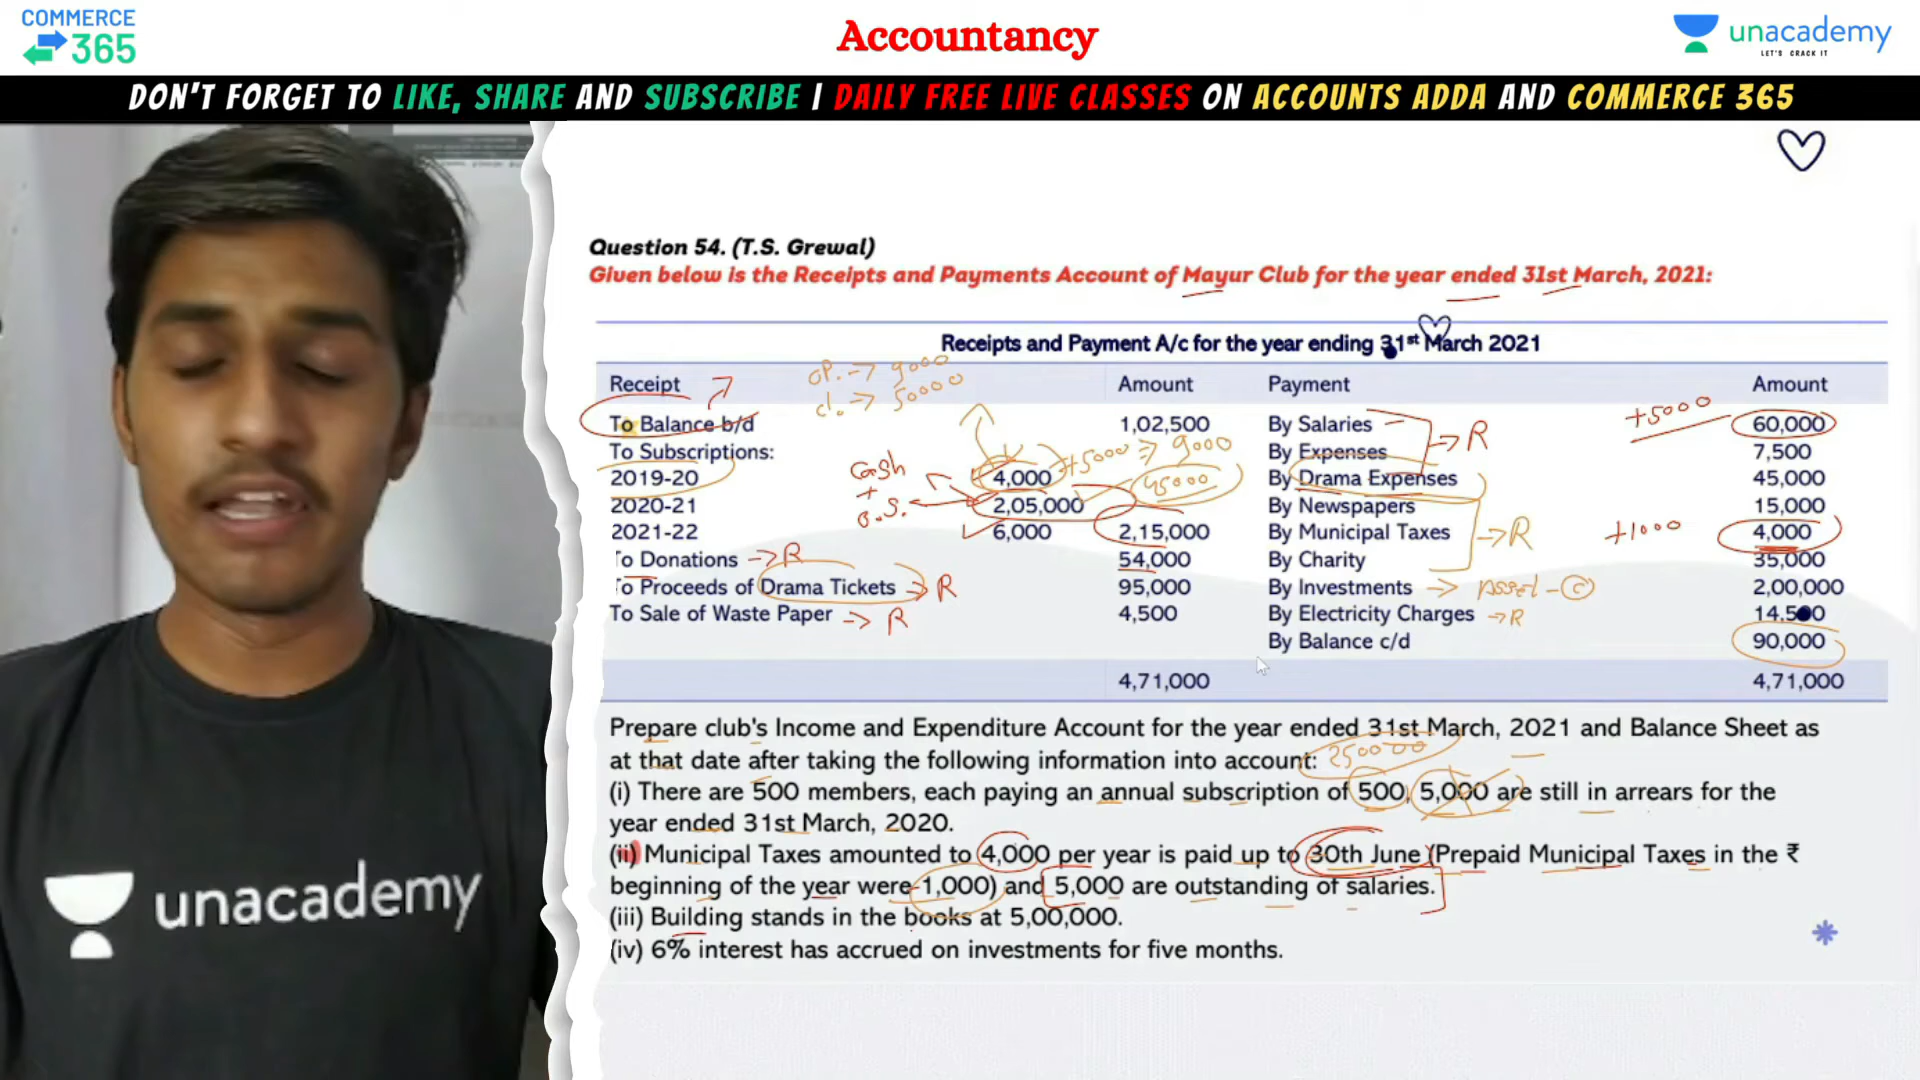 COMMERCE
365
Accountancy
unacademy
LET'S CRACK IT
DON'T FORGET TO LIKE, SHARE AND SUBSCRIBE | DAILY FREE LIVE CLASSES ON ACCOUNTS ADDA AND COMMERCE 365
Question 54. (T.S. Grewal)
Given below is the Receipts and Payments Account of Mayur Club for the year ended 31st March, 2021:
Receipts and Payment A/c for the year ending 31st March 2021
OP. → 9000
Receipt Amount Payment Amount
cl. → 50000
+5000
To Balance b/d 1,02,500 By Salaries → R 60,000
To Subscriptions: By Expenses 7,500
Cash + O.S.
2019-20 4,000 +5000 ⇒ 9000 By Drama Expenses 45,000
45000
2020-21 2,05,000 By Newspapers 15,000
2021-22 6,000 2,15,000 By Municipal Taxes → R +1000 4,000
To Donations → R 54,000 By Charity 35,000
To Proceeds of Drama Tickets → R 95,000 By Investments → Asset - C 2,00,000
To Sale of Waste Paper → R 4,500 By Electricity Charges → R 14,500
By Balance c/d 90,000
4,71,000 4,71,000
Prepare club's Income and Expenditure Account for the year ended 31st March, 2021 and Balance Sheet as
at that date after taking the following information into account: 250000
(i) There are 500 members, each paying an annual subscription of 500, 5,000 are still in arrears for the
year ended 31st March, 2020.
(ii) Municipal Taxes amounted to 4,000 per year is paid up to 30th June (Prepaid Municipal Taxes in the ₹
beginning of the year were 1,000) and 5,000 are outstanding of salaries.
(iii) Building stands in the books at 5,00,000.
(iv) 6% interest has accrued on investments for five months.
unacademy